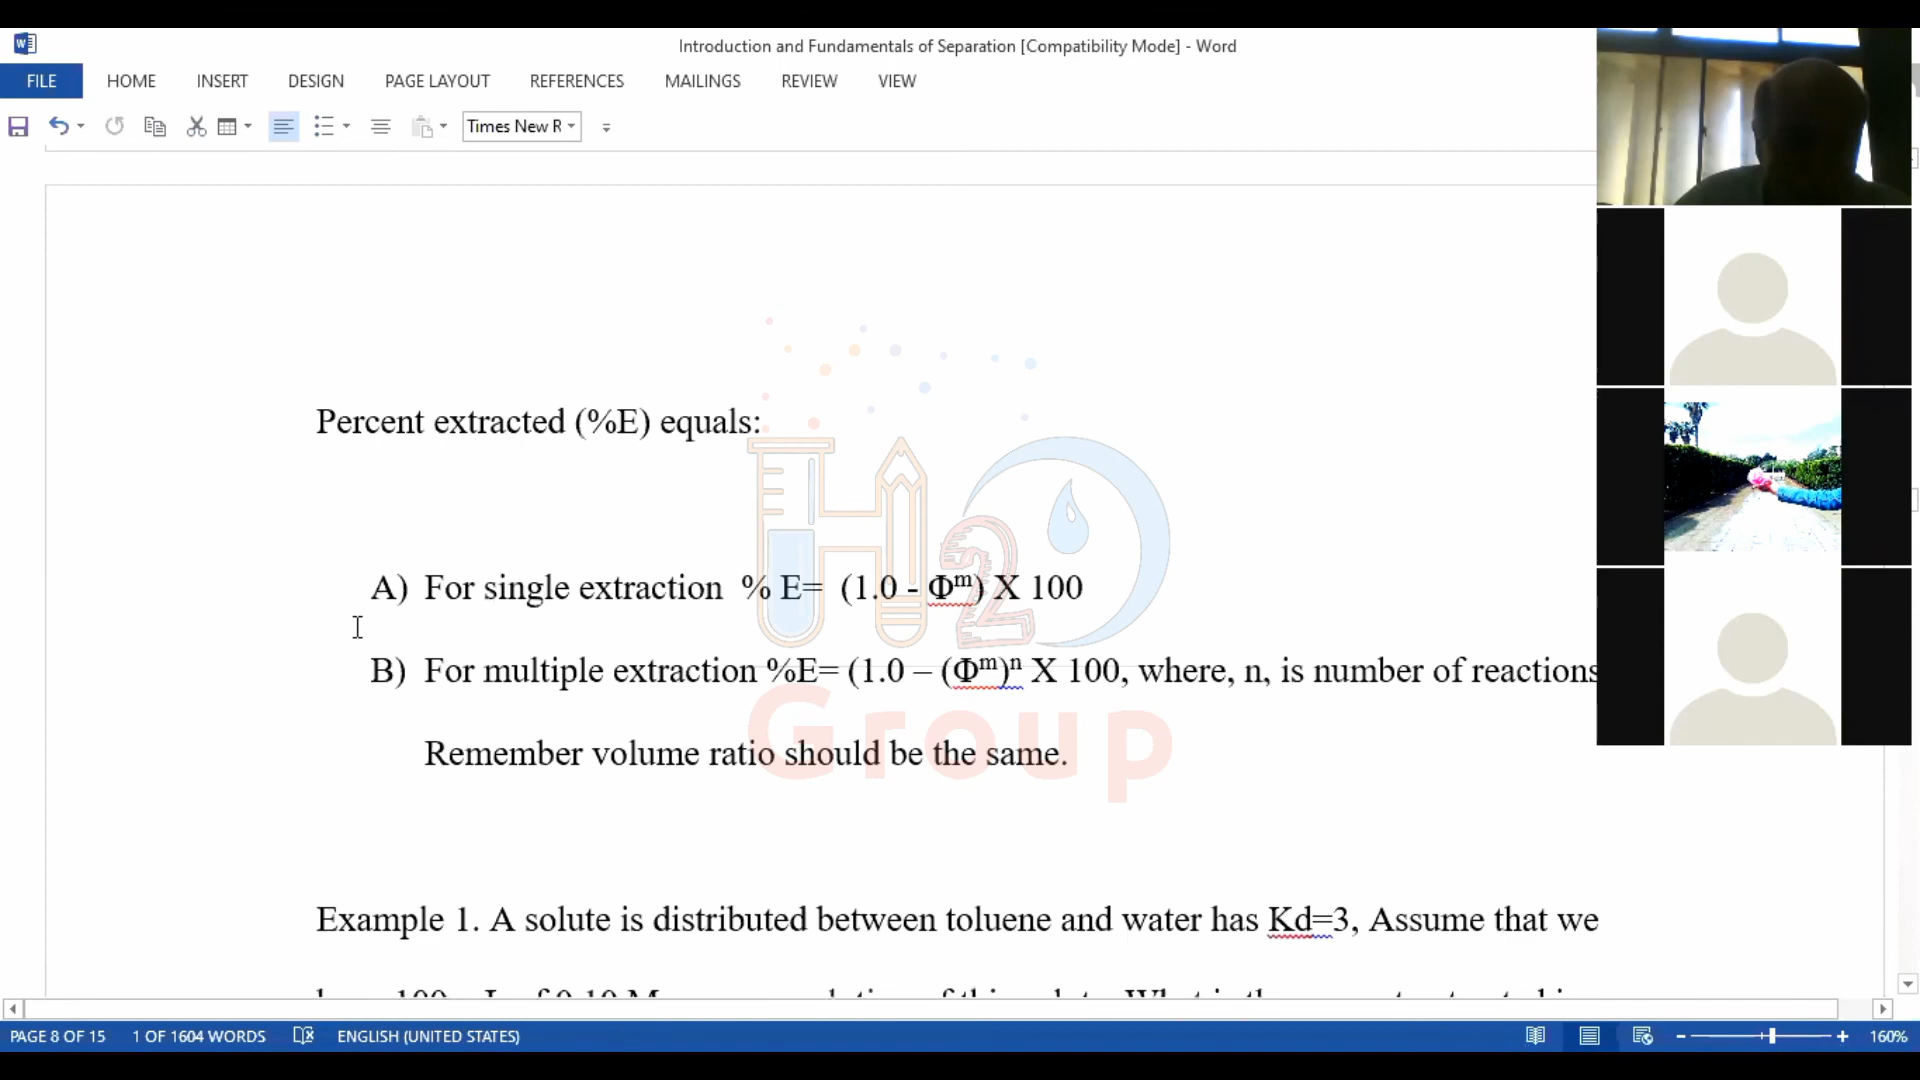 Introduction and Fundamentals of Separation [Compatibility Mode] - Word
FILE HOME INSERT DESIGN PAGE LAYOUT REFERENCES MAILINGS REVIEW VIEW
Times New R
Percent extracted (%E) equals:
A) For single extraction % E= (1.0 - Φᵐ) X 100
B) For multiple extraction %E= (1.0 – (Φᵐ)ⁿ X 100, where, n, is number of reactions
Remember volume ratio should be the same.
H2O
Group
Example 1. A solute is distributed between toluene and water has Kd=3, Assume that we
PAGE 8 OF 15 1 OF 1604 WORDS ENGLISH (UNITED STATES) 160%